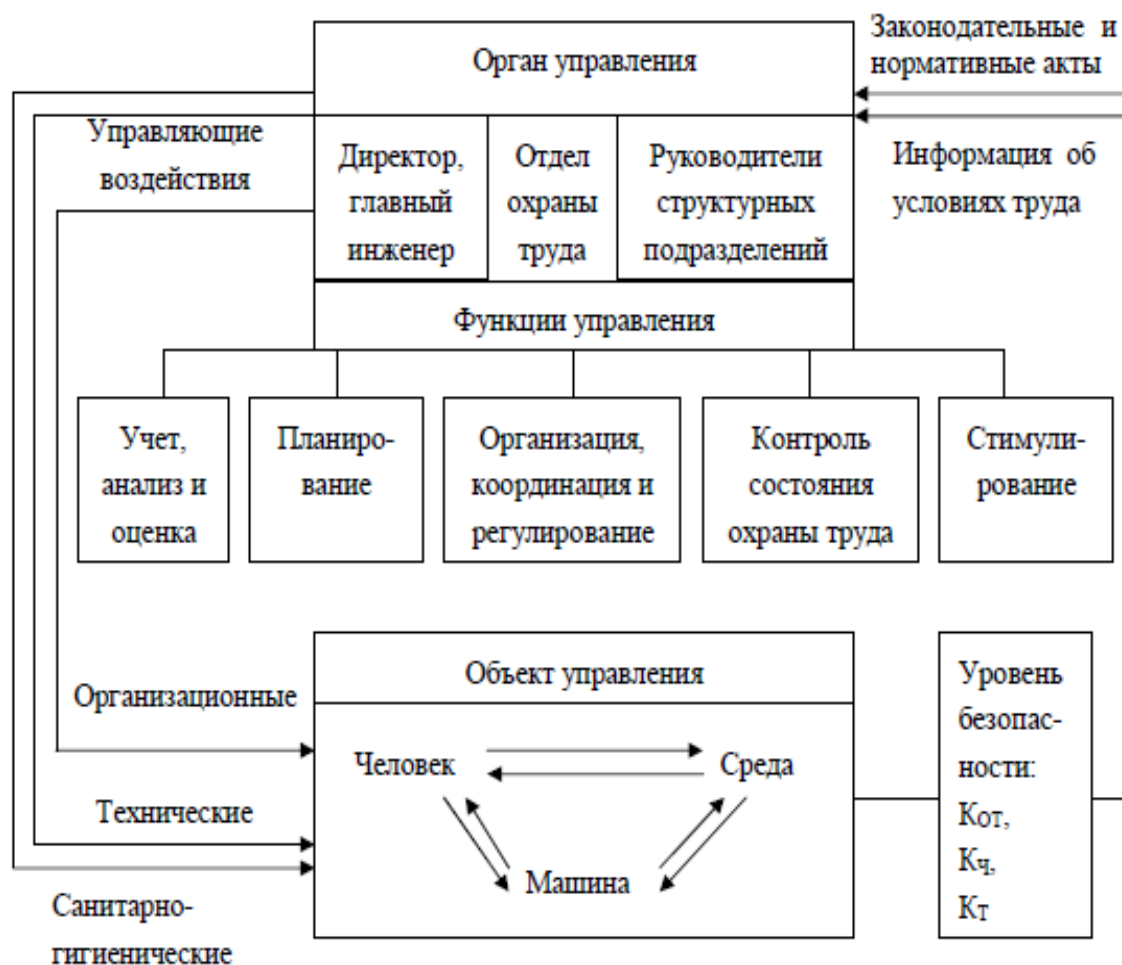 Законодательные и
нормативные акты
Орган управления
Управляющие
воздействия
Директор,
главный
инженер
Отдел
охраны
труда
Руководители
структурных
подразделений
Информация об
условиях труда
Функции управления
Учет,
анализ и
оценка
Планиро-
вание
Организация,
координация и
регулирование
Контроль
состояния
охраны труда
Стимули-
рование
Объект управления
Организационные
Человек
Среда
Технические
Машина
Санитарно-
гигиенические
Уровень
безопас-
ности:
Кот,
Кч,
Кт